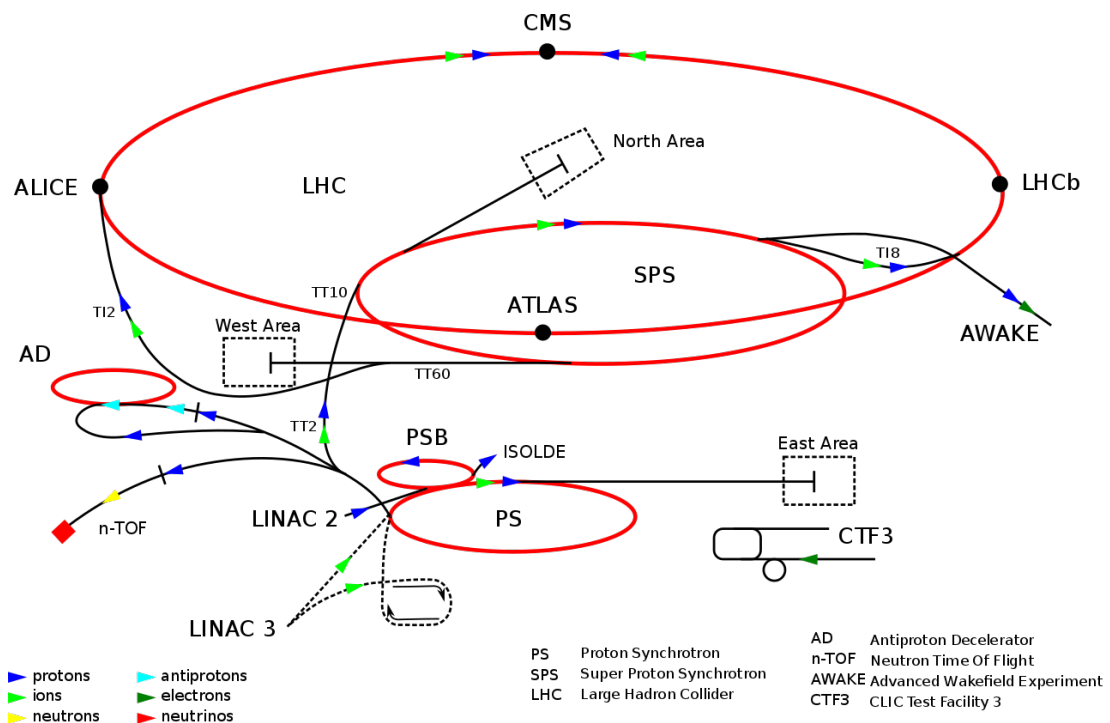 CMS
North Area
ALICE
LHC
LHCb
SPS
TI8
TT10
TI2
ATLAS
West Area
AWAKE
AD
TT60
TT2
PSB
ISOLDE
East Area
LINAC 2
PS
n-TOF
CTF3
LINAC 3
protons
ions
neutrons
antiprotons
electrons
neutrinos
PS Proton Synchrotron
SPS Super Proton Synchrotron
LHC Large Hadron Collider
AD Antiproton Decelerator
n-TOF Neutron Time Of Flight
AWAKE Advanced Wakefield Experiment
CTF3 CLIC Test Facility 3